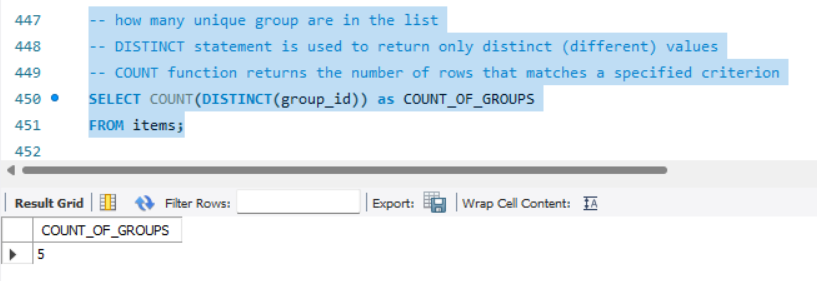 447 -- how many unique group are in the list
448 -- DISTINCT statement is used to return only distinct (different) values
449 -- COUNT function returns the number of rows that matches a specified criterion
450 SELECT COUNT(DISTINCT(group_id)) as COUNT_OF_GROUPS
451 FROM items;
452
Result Grid Filter Rows: Export: Wrap Cell Content: IA
COUNT_OF_GROUPS
5